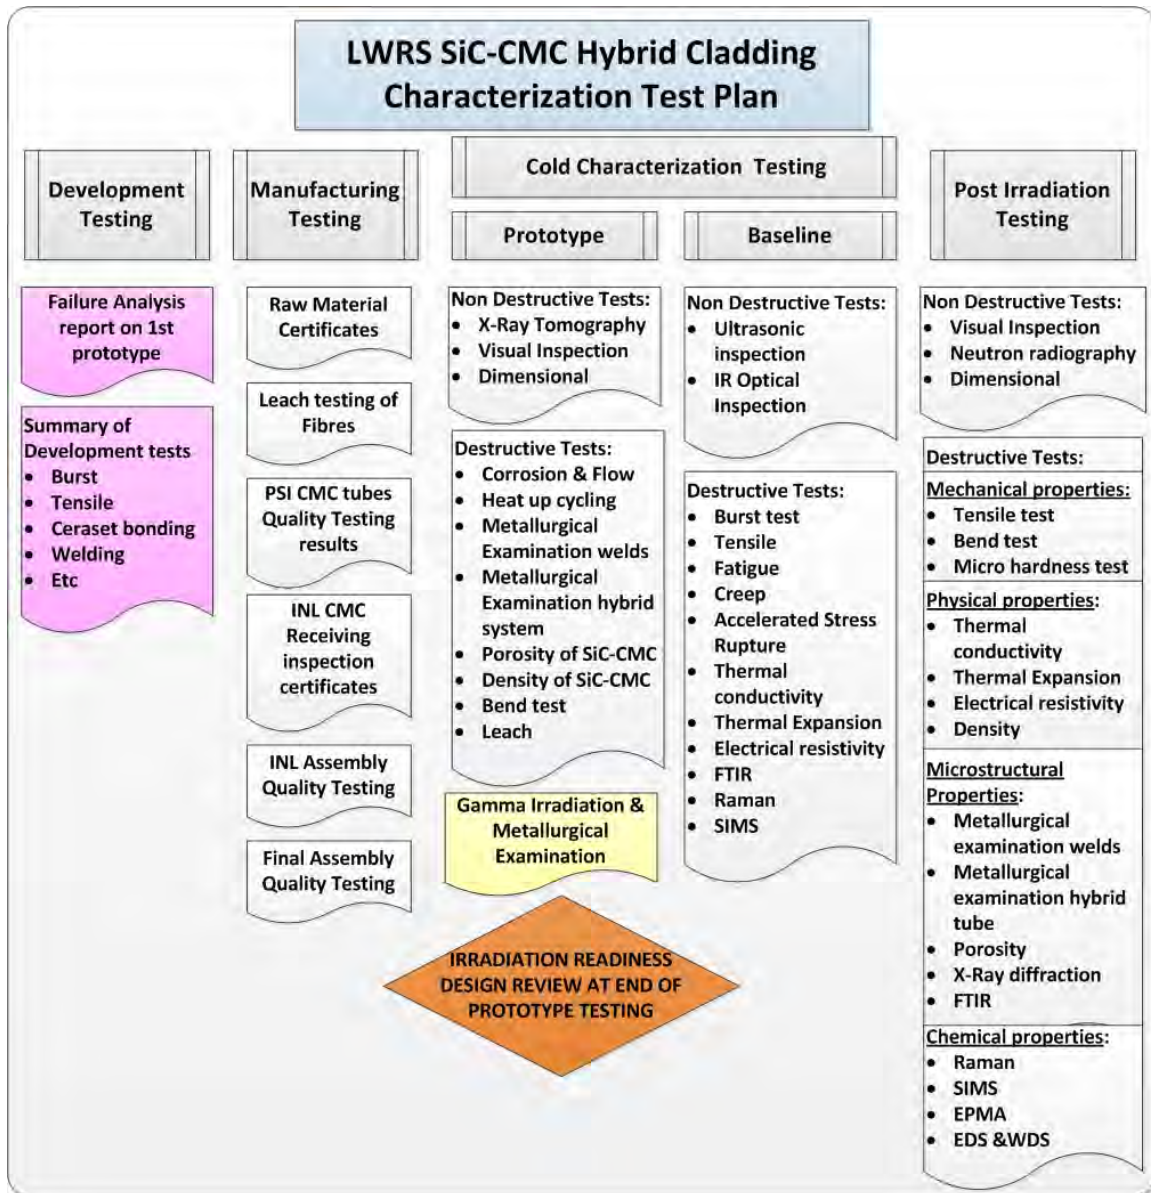 LWRS SiC-CMC Hybrid Cladding
Characterization Test Plan
Development
Testing
Failure Analysis
report on 1st
prototype
Summary of
Development tests
• Burst
• Tensile
• Ceraset bonding
• Welding
• Etc
Manufacturing
Testing
Raw Material
Certificates
Leach testing of
Fibres
PSI CMC tubes
Quality Testing
results
INL CMC
Receiving
inspection
certificates
INL Assembly
Quality Testing
Final Assembly
Quality Testing
Cold Characterization Testing
Prototype
Non Destructive Tests:
• X-Ray Tomography
• Visual Inspection
• Dimensional
Destructive Tests:
• Corrosion & Flow
• Heat up cycling
• Metallurgical
Examination welds
• Metallurgical
Examination hybrid
system
• Porosity of SiC-CMC
• Density of SiC-CMC
• Bend test
• Leach
Gamma Irradiation &
Metallurgical
Examination
IRRADIATION READINESS
DESIGN REVIEW AT END OF
PROTOTYPE TESTING
Baseline
Non Destructive Tests:
• Ultrasonic
inspection
• IR Optical
Inspection
Destructive Tests:
• Burst test
• Tensile
• Fatigue
• Creep
• Accelerated Stress
Rupture
• Thermal
conductivity
• Thermal Expansion
• Electrical resistivity
• FTIR
• Raman
• SIMS
Post Irradiation
Testing
Non Destructive Tests:
• Visual Inspection
• Neutron radiography
• Dimensional
Destructive Tests:
Mechanical properties:
• Tensile test
• Bend test
• Micro hardness test
Physical properties:
• Thermal
conductivity
• Thermal Expansion
• Electrical resistivity
• Density
Microstructural
Properties:
• Metallurgical
examination welds
• Metallurgical
examination hybrid
tube
• Porosity
• X-Ray diffraction
• FTIR
Chemical properties:
• Raman
• SIMS
• EPMA
• EDS &WDS